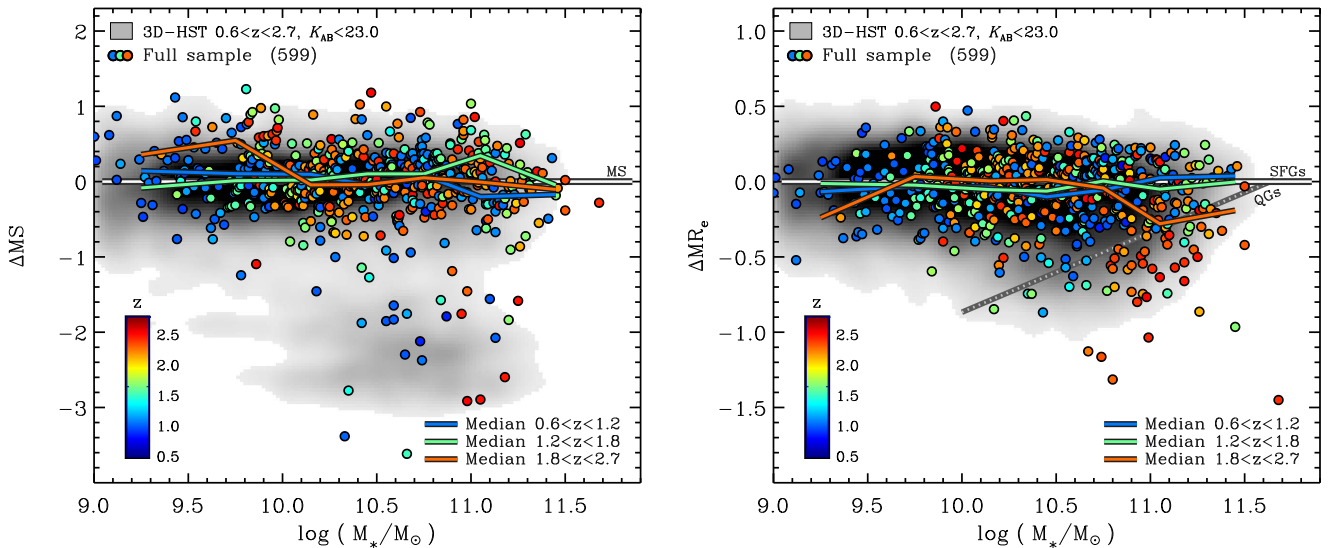 3D-HST 0.6<z<2.7, K_AB<23.0
Full sample (599)
2
1
0
-1
-2
-3
ΔMS
MS
z
2.5
2.0
1.5
1.0
0.5
Median 0.6<z<1.2
Median 1.2<z<1.8
Median 1.8<z<2.7
9.0 9.5 10.0 10.5 11.0 11.5
log ( M_*/M_⊙ )
3D-HST 0.6<z<2.7, K_AB<23.0
Full sample (599)
1.0
0.5
0.0
-0.5
-1.0
-1.5
ΔMR_e
SFGs
QGs
z
2.5
2.0
1.5
1.0
0.5
Median 0.6<z<1.2
Median 1.2<z<1.8
Median 1.8<z<2.7
9.0 9.5 10.0 10.5 11.0 11.5
log ( M_*/M_⊙ )